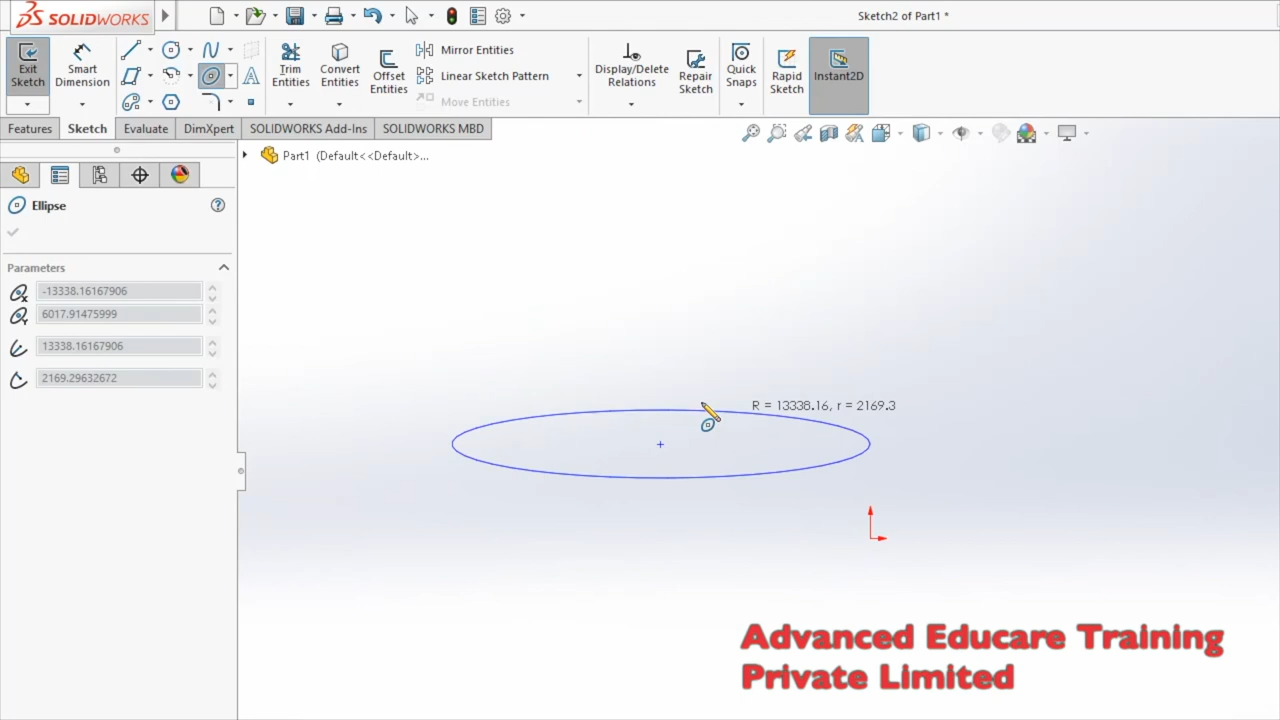 SOLIDWORKS
Sketch2 of Part1 *
Exit Sketch
Smart Dimension
Trim Entities
Convert Entities
Offset Entities
Mirror Entities
Linear Sketch Pattern
Move Entities
Display/Delete Relations
Repair Sketch
Quick Snaps
Rapid Sketch
Instant2D
Features
Sketch
Evaluate
DimXpert
SOLIDWORKS Add-Ins
SOLIDWORKS MBD
Part1 (Default<<Default>...
Ellipse
Parameters
-13338.16167906
6017.91475999
13338.16167906
2169.29632672
R = 13338.16, r = 2169.3
Advanced Educare Training
Private Limited